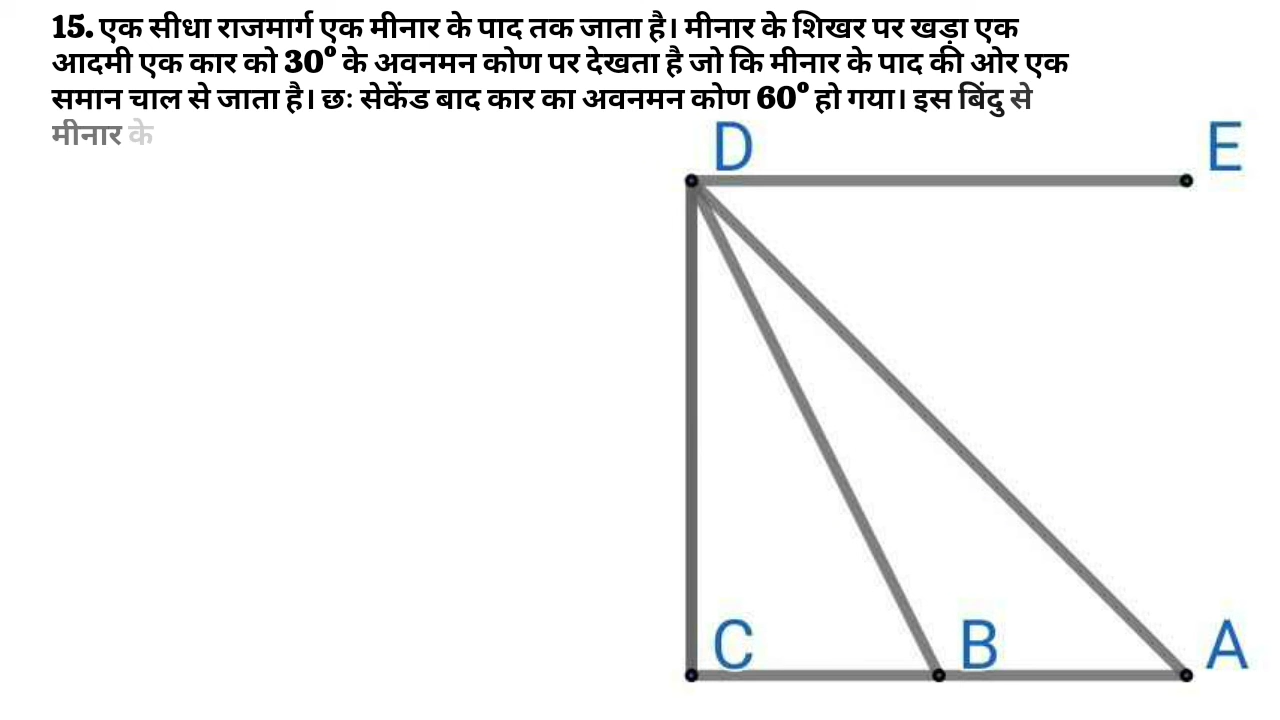 15. एक सीधा राजमार्ग एक मीनार के पाद तक जाता है। मीनार के शिखर पर खड़ा एक
आदमी एक कार को 30° के अवनमन कोण पर देखता है जो कि मीनार के पाद की ओर एक
समान चाल से जाता है। छः सेकेंड बाद कार का अवनमन कोण 60° हो गया। इस बिंदु से
मीनार के
D E
C B A